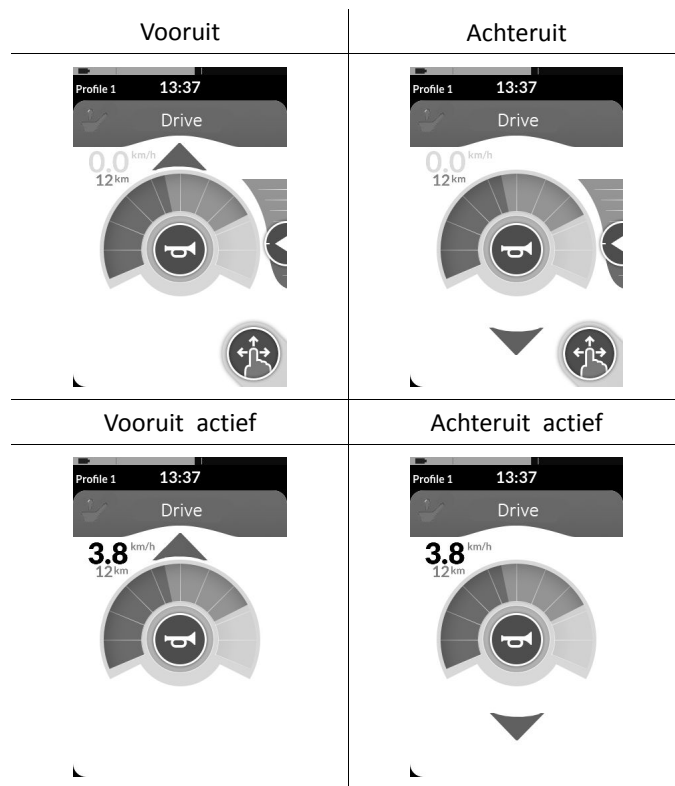 Vooruit
Achteruit
Profile 1 13:37
Drive
0.0 km/h
12 km
Profile 1 13:37
Drive
0.0 km/h
12 km
Vooruit actief
Achteruit actief
Profile 1 13:37
Drive
3.8 km/h
12 km
Profile 1 13:37
Drive
3.8 km/h
12 km